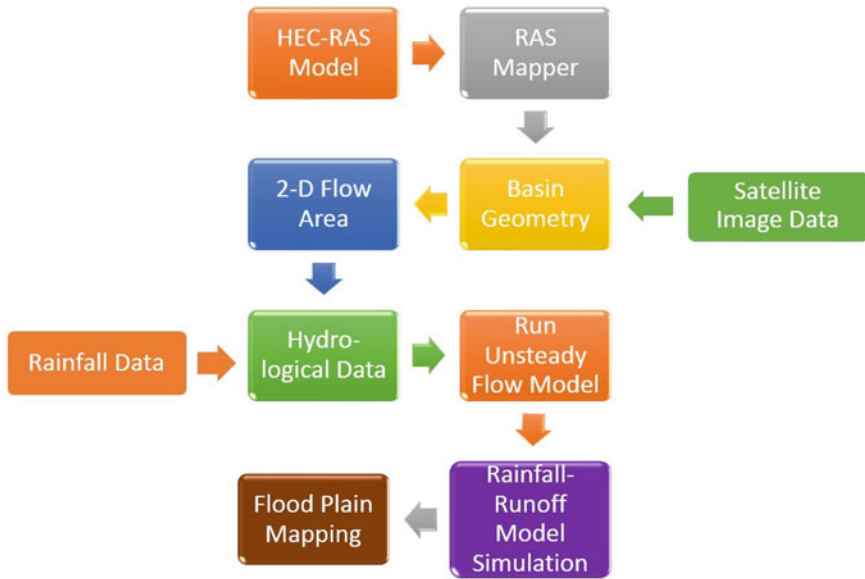 HEC-RAS
Model
RAS
Mapper
2-D Flow
Area
Basin
Geometry
Satellite
Image Data
Rainfall Data
Hydro-
logical Data
Run
Unsteady
Flow Model
Flood Plain
Mapping
Rainfall-
Runoff
Model
Simulation